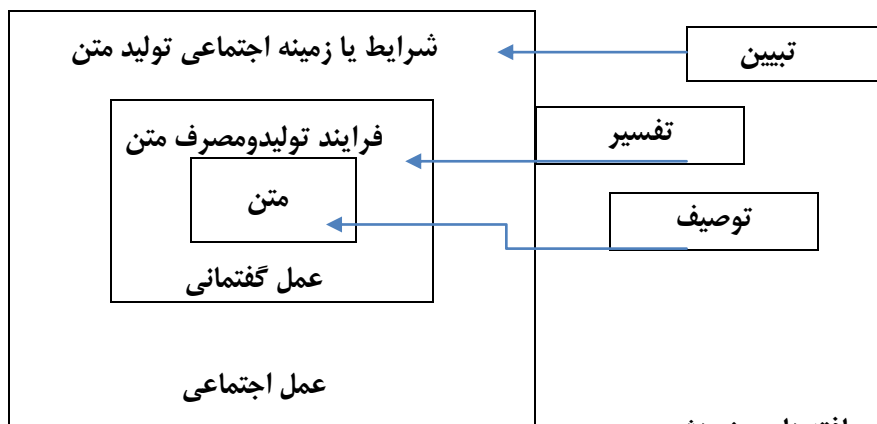 شرایط یا زمینه اجتماعی تولید متن
تبیین
فرایند تولیدومصرف متن
تفسیر
متن
توصیف
عمل گفتمانی
عمل اجتماعی